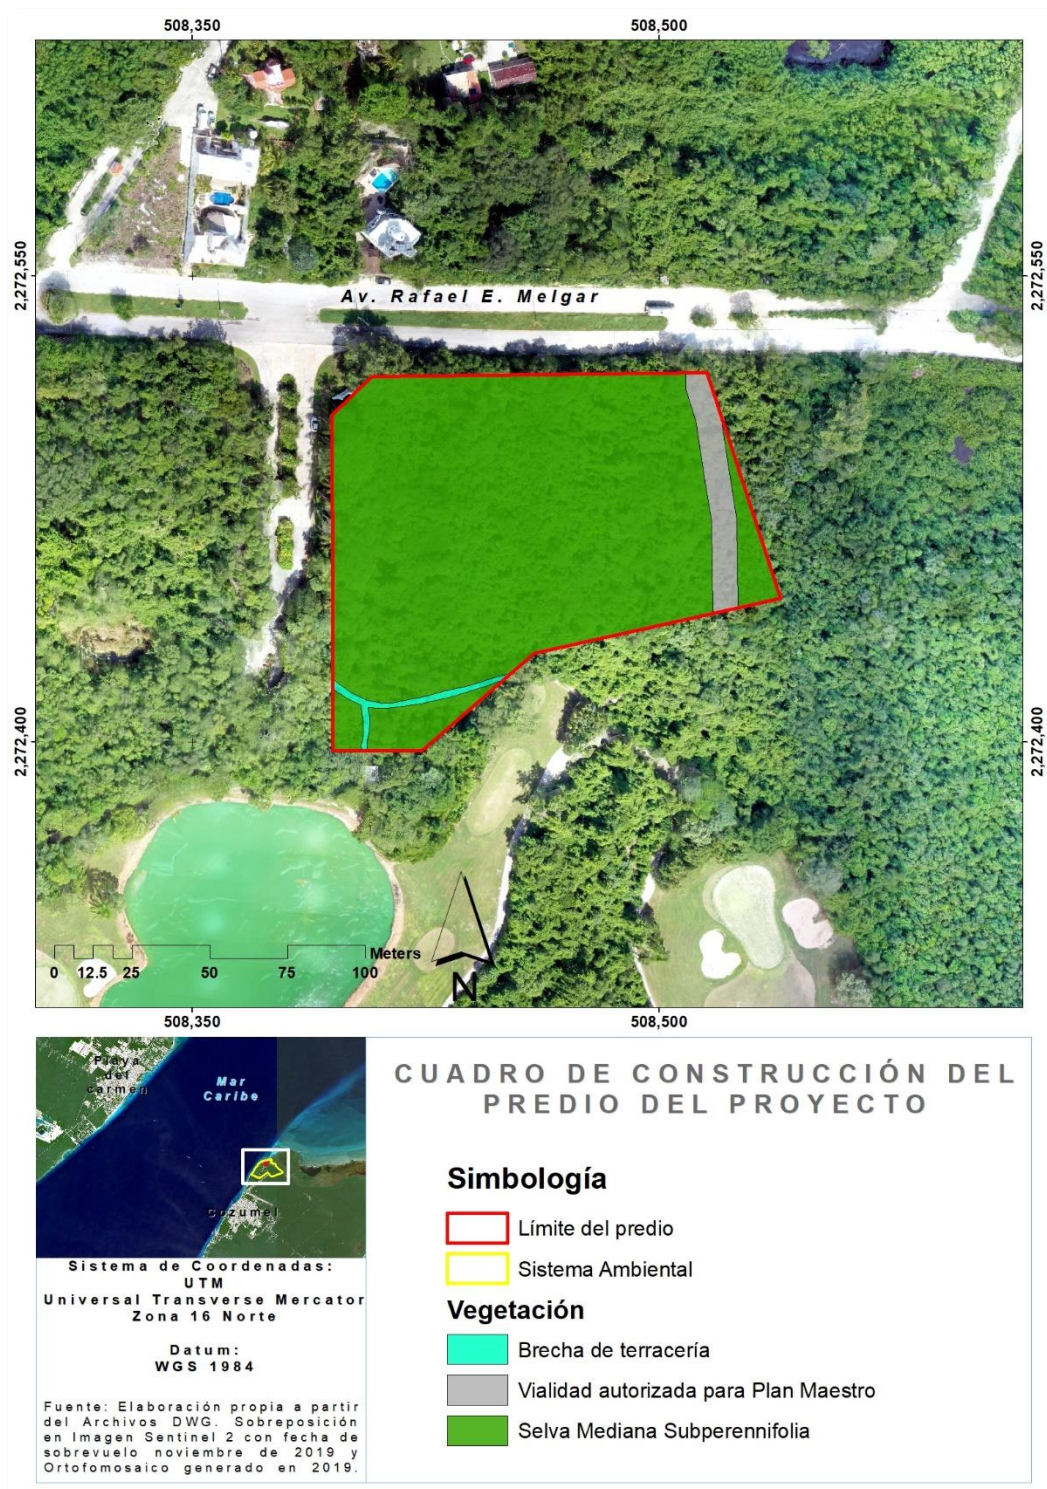 508,350 508,500
2,272,550 2,272,550
Av. Rafael E. Melgar
2,272,400 2,272,400
Meters
0 12.5 25 50 75 100
N
508,350 508,500
Playa
del
carmen
Mar
Caribe
Cozumel
Sistema de Coordenadas:
UTM
Universal Transverse Mercator
Zona 16 Norte
Datum:
WGS 1984
Fuente: Elaboración propia a partir
del Archivos DWG. Sobreposición
en Imagen Sentinel 2 con fecha de
sobrevuelo noviembre de 2019 y
Ortofomosaico generado en 2019.
CUADRO DE CONSTRUCCIÓN DEL
PREDIO DEL PROYECTO
Simbología
Límite del predio
Sistema Ambiental
Vegetación
Brecha de terracería
Vialidad autorizada para Plan Maestro
Selva Mediana Subperennifolia